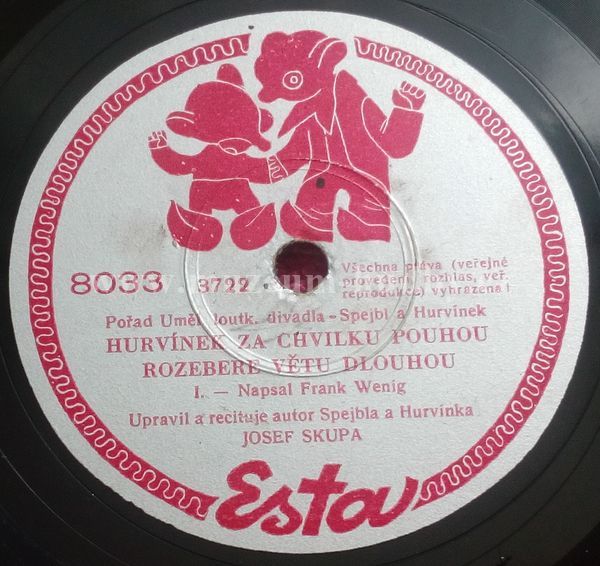 8033 3722
Všechna práva (veřejné
provedení, rozhlas, veř.
reprodukce) vyhrazena!
Pořad Uměl. loutk. divadla - Spejbl a Hurvínek
HURVÍNEK ZA CHVILKU POUHOU
ROZEBERE VĚTU DLOUHOU
I. — Napsal Frank Wenig
Upravil a recituje autor Spejbla a Hurvínka
JOSEF SKUPA
Esta